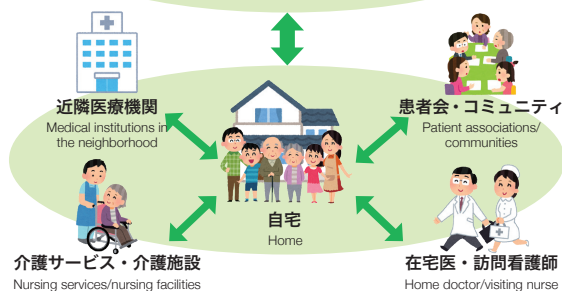 近隣医療機関
Medical institutions in
the neighborhood
患者会・コミュニティ
Patient associations/
communities
自宅
Home
介護サービス・介護施設
Nursing services/nursing facilities
在宅医・訪問看護師
Home doctor/visiting nurse